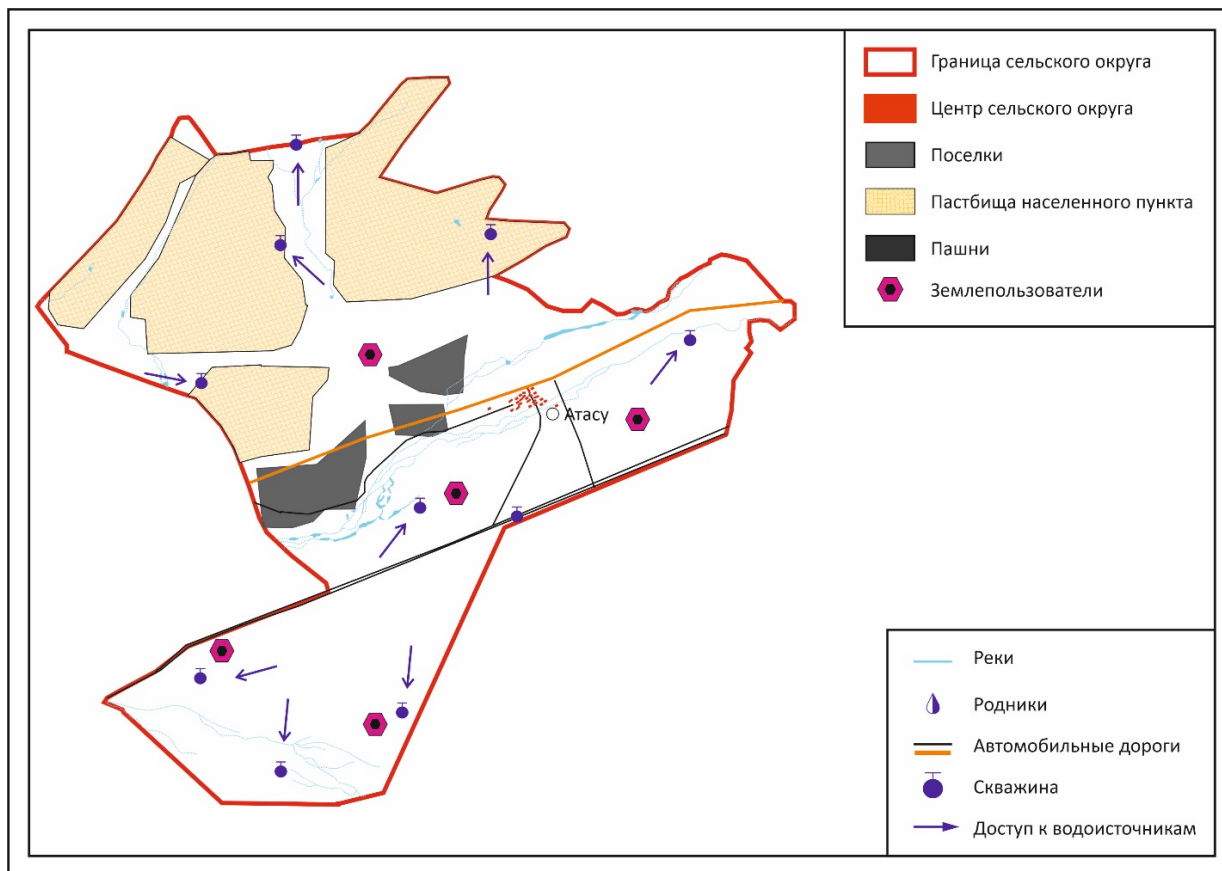 Граница сельского округа
Центр сельского округа
Поселки
Пастбища населенного пункта
Пашни
Землепользователи
Атасу
Реки
Родники
Автомобильные дороги
Скважина
Доступ к водоисточникам